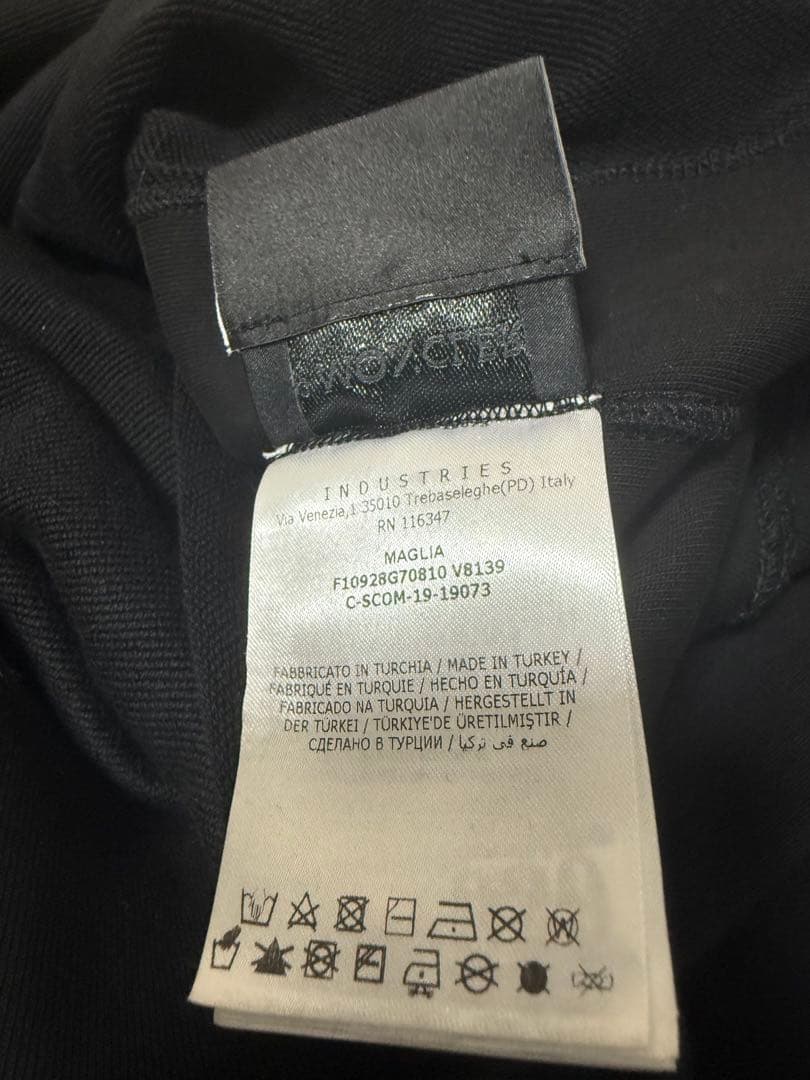 INDUSTRIES
Via Venezia,1 35010 Trebaseleghe(PD) Italy
RN 116347
MAGLIA
F10928G70810 V8139
C-SCOM-19-19073
FABBRICATO IN TURCHIA / MADE IN TURKEY /
FABRIQUÉ EN TURQUIE / HECHO EN TURQUÍA /
FABRICADO NA TURQUIA / HERGESTELLT IN
DER TÜRKEI / TÜRKİYE'DE ÜRETILMIŞTIR /
СДЕЛАНО В ТУРЦИИ / صنع في تركيا